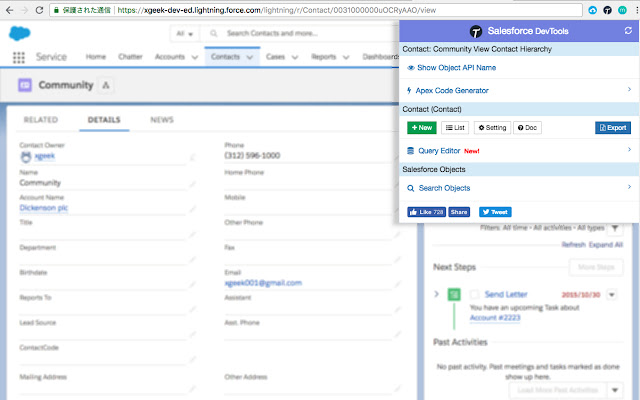 保護された通信
https://xgeek-dev-ed.lightning.force.com/lightning/r/Contact/0031000000uOCRyAAO/view
All
Search Contacts and more...
Service
Home
Chatter
Accounts
Contacts
Cases
Reports
Dashboards
Community
RELATED
DETAILS
NEWS
Contact Owner
xgeek
Phone
(312) 596-1000
Name
Community
Home Phone
Account Name
Dickenson plc
Mobile
Title
Other Phone
Department
Fax
Birthdate
Email
xgeek001@gmail.com
Reports To
Assistant
Lead Source
Asst. Phone
ContactCode
Mailing Address
Other Address
Salesforce DevTools
Contact: Community View Contact Hierarchy
Show Object API Name
Apex Code Generator
Contact (Contact)
New
List
Setting
Doc
Export
Query Editor New!
Salesforce Objects
Search Objects
Like 728
Share
Tweet
Filters: All time • All activities • All types
Refresh Expand All
Next Steps
More Steps
Send Letter
2015/10/30
You have an upcoming Task about
Account #2223
Past Activities
No past activity. Past meetings and tasks marked as done
show up here.
Load More Past Activities